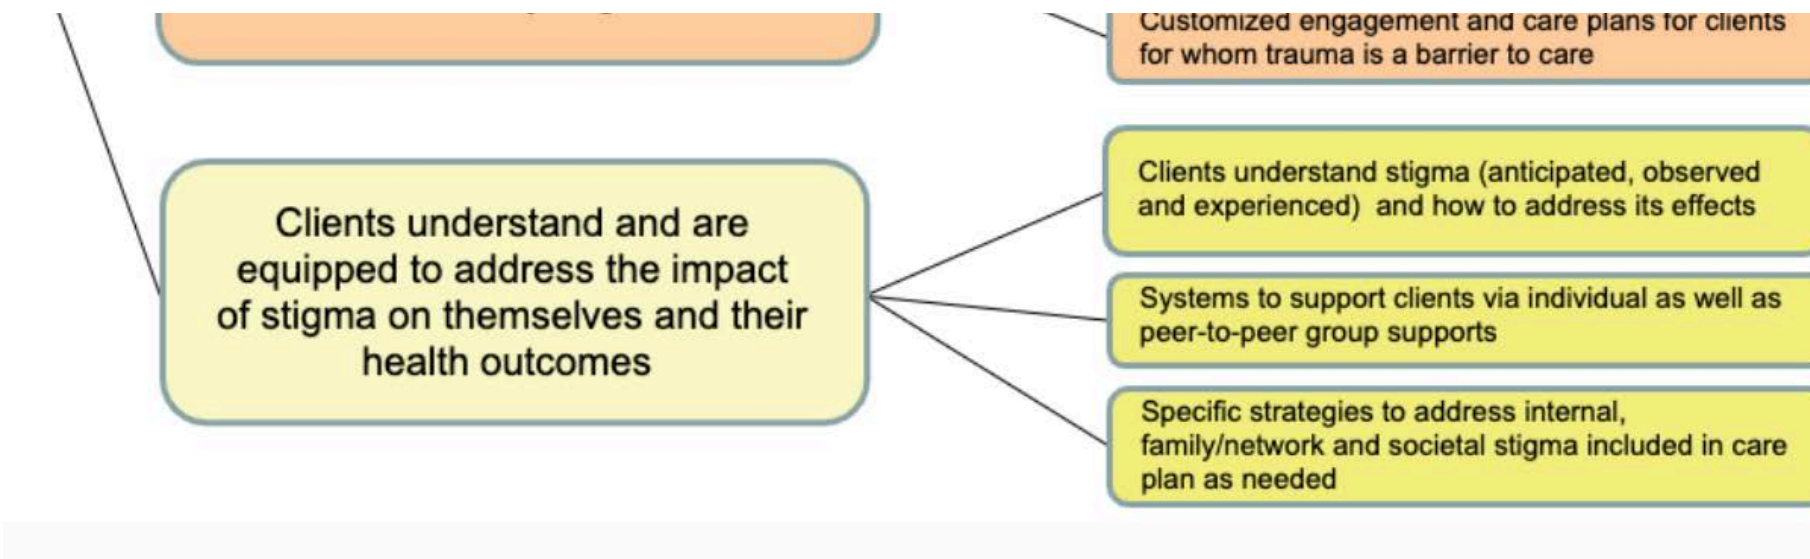 Customized engagement and care plans for clients
for whom trauma is a barrier to care
Clients understand and are
equipped to address the impact
of stigma on themselves and their
health outcomes
Clients understand stigma (anticipated, observed
and experienced)  and how to address its effects
Systems to support clients via individual as well as
peer-to-peer group supports
Specific strategies to address internal,
family/network and societal stigma included in care
plan as needed